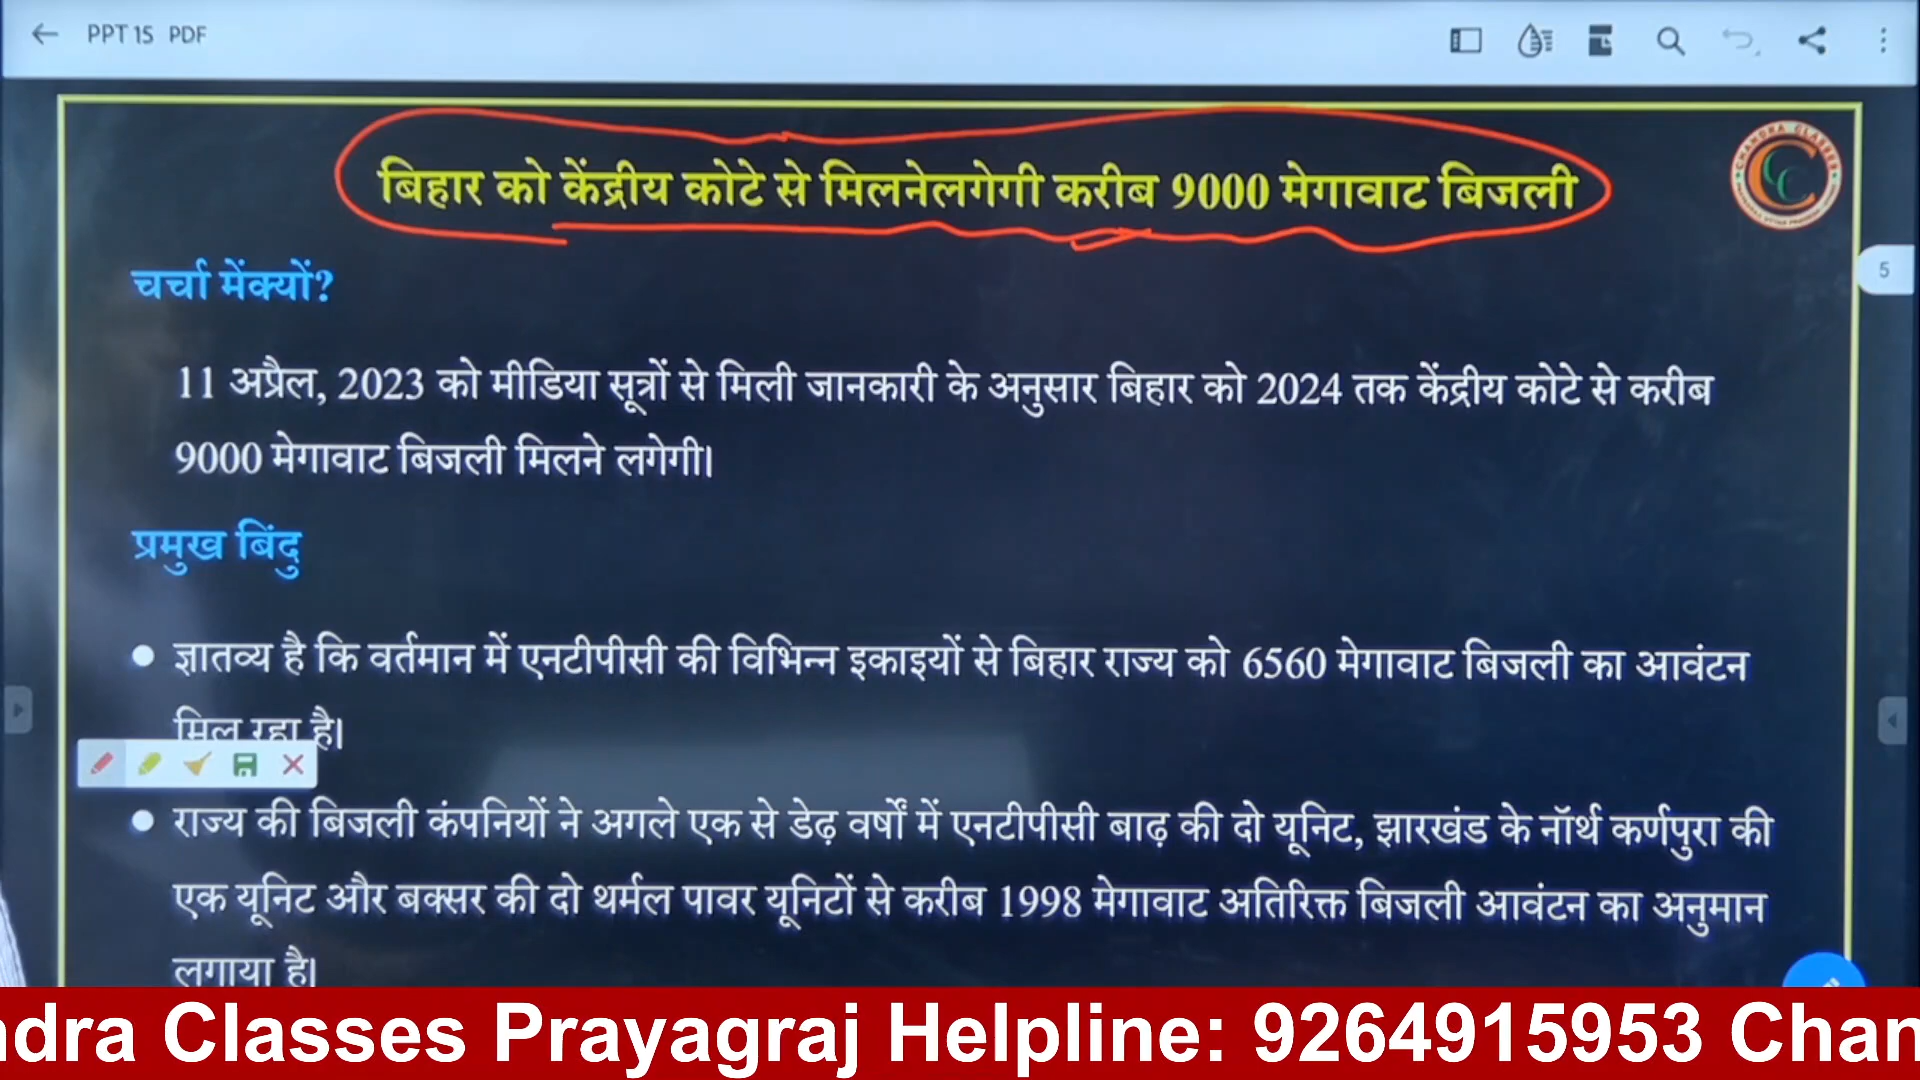 PPT 15 PDF
बिहार को केंद्रीय कोटे से मिलनेलगेगी करीब 9000 मेगावाट बिजली
CHANDRA CLASSES
5
चर्चा मेंक्यों?
11 अप्रैल, 2023 को मीडिया सूत्रों से मिली जानकारी के अनुसार बिहार को 2024 तक केंद्रीय कोटे से करीब
9000 मेगावाट बिजली मिलने लगेगी।
प्रमुख बिंदु
● ज्ञातव्य है कि वर्तमान में एनटीपीसी की विभिन्न इकाइयों से बिहार राज्य को 6560 मेगावाट बिजली का आवंटन
मिल रहा है।
● राज्य की बिजली कंपनियों ने अगले एक से डेढ़ वर्षों में एनटीपीसी बाढ़ की दो यूनिट, झारखंड के नॉर्थ कर्णपुरा की
एक यूनिट और बक्सर की दो थर्मल पावर यूनिटों से करीब 1998 मेगावाट अतिरिक्त बिजली आवंटन का अनुमान
लगाया है।
ndra Classes Prayagraj Helpline: 9264915953 Chan